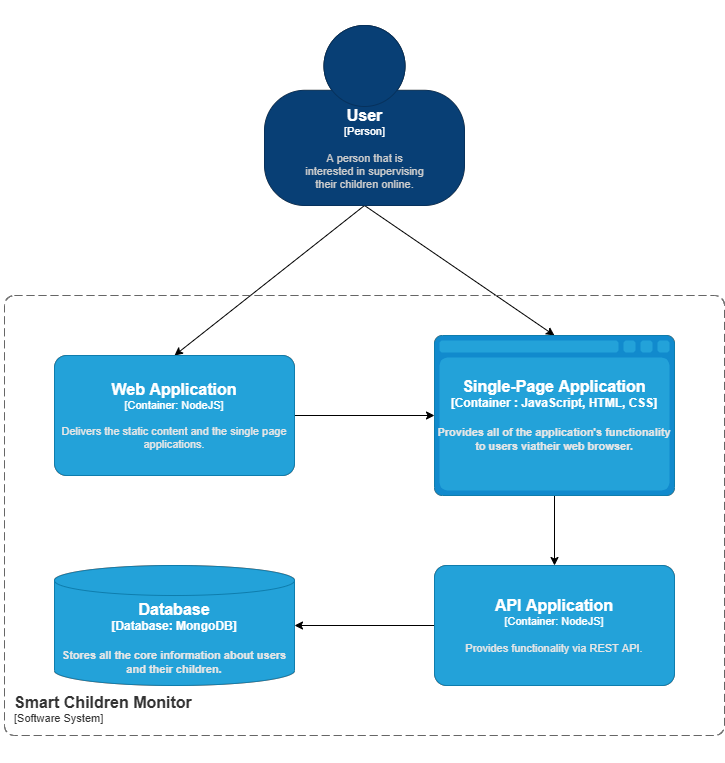 User
[Person]
A person that is
interested in supervising
their children online.
Web Application
[Container: NodeJS]
Delivers the static content and the single page
applications.
Single-Page Application
[Container : JavaScript, HTML, CSS]
Provides all of the application's functionality
to users viatheir web browser.
Database
[Database: MongoDB]
Stores all the core information about users
and their children.
API Application
[Container: NodeJS]
Provides functionality via REST API.
Smart Children Monitor
[Software System]